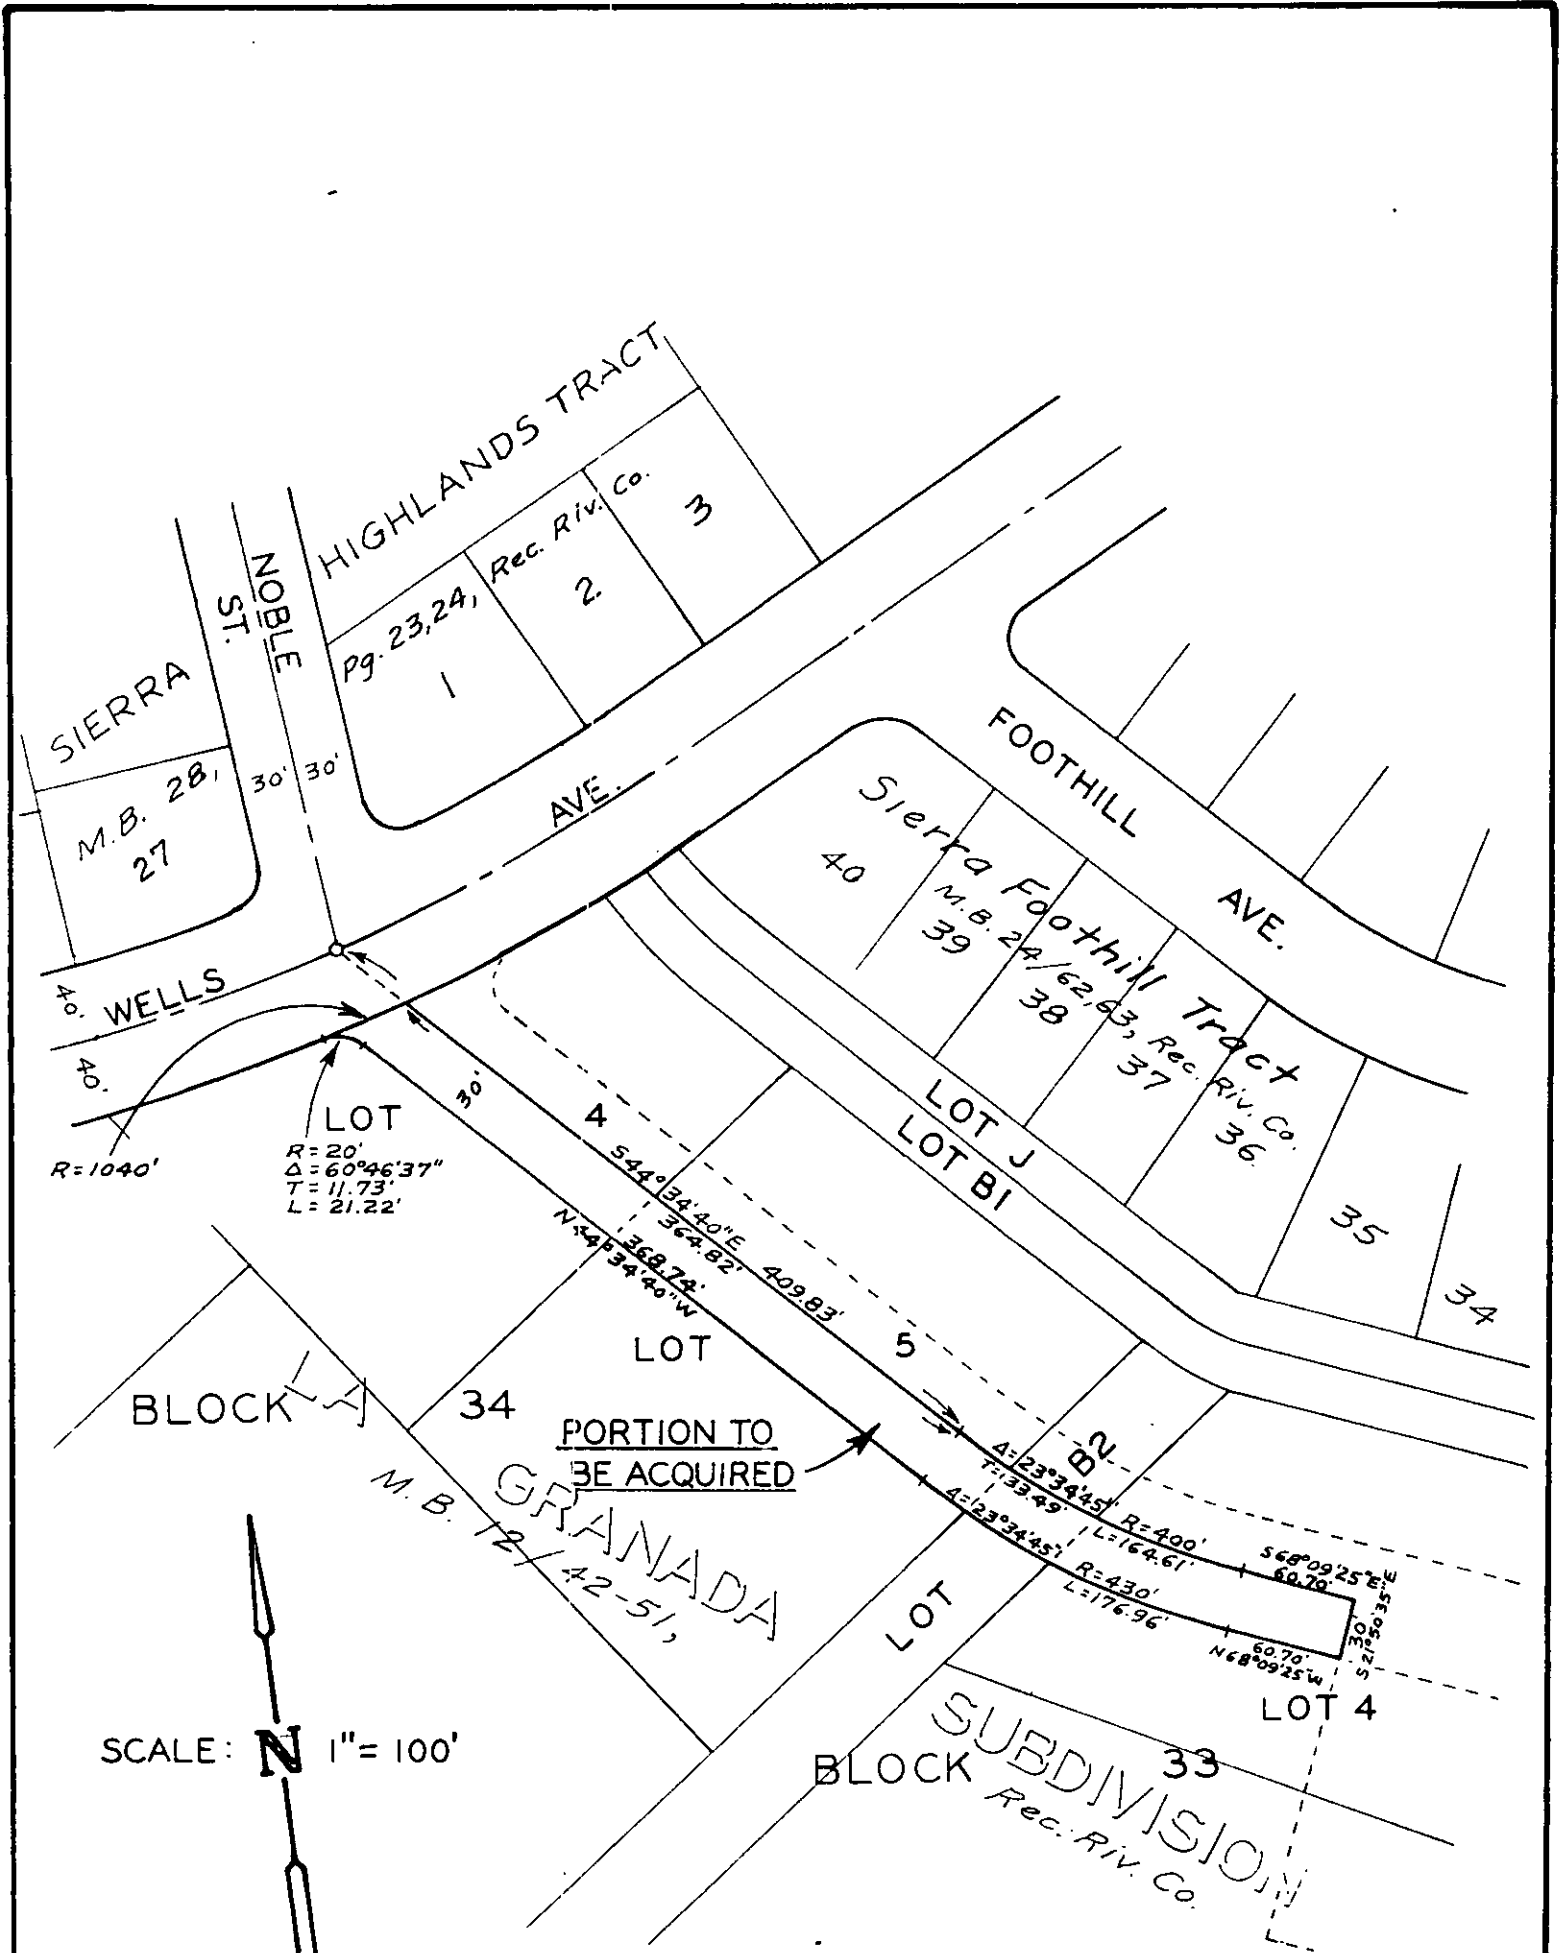 HIGHLANDS TRACT
Pg. 23,24, Rec. Riv. Co.
1
2
3
NOBLE
ST.
SIERRA
M.B. 28,
27
30' 30'
AVE.
WELLS
40'
40'
FOOTHILL
AVE.
Sierra Foothill Tract
M.B. 24/62,63, Rec. Riv. Co.
40
39
38
37
36
35
34
LOT J
LOT B1
R=1040'
LOT
4
R=20'
Δ=60°46'37"
T=11.73'
L=21.22'
30'
S44°34'40"E
364.82'
409.83'
368.74'
N44°34'40"W
LOT
5
BLOCK
34
LA
GRANADA
M. B. 12/42-51,
PORTION TO
BE ACQUIRED
B2
LOT
Δ=23°34'45"
T=133.49'
R=400'
L=164.61'
Δ=23°34'45"
R=430'
L=176.96'
S68°09'25"E
60.70'
30'
S21°50'35"E
60.70'
N68°09'25"W
LOT 4
BLOCK
33
SUBDIVISION
Rec. Riv. Co.
SCALE: N 1"=100'